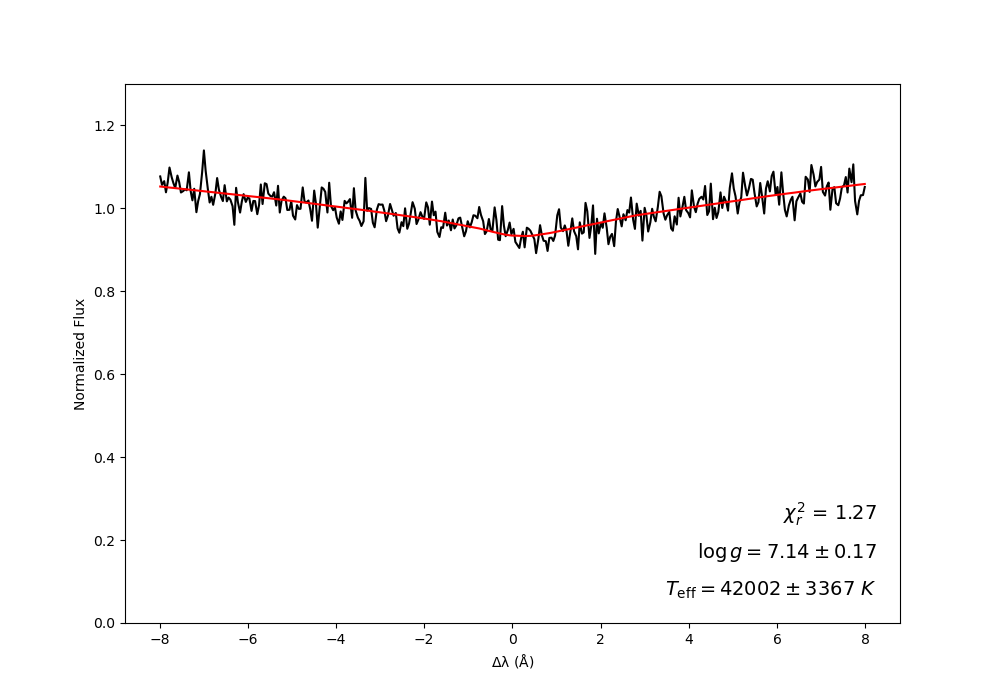 1.2
1.0
0.8
0.6
0.4
0.2
0.0
Normalized Flux
χ²ᵣ = 1.27
log g = 7.14 ± 0.17
T_eff = 42002 ± 3367 K
−8 −6 −4 −2 0 2 4 6 8
Δλ (Å)